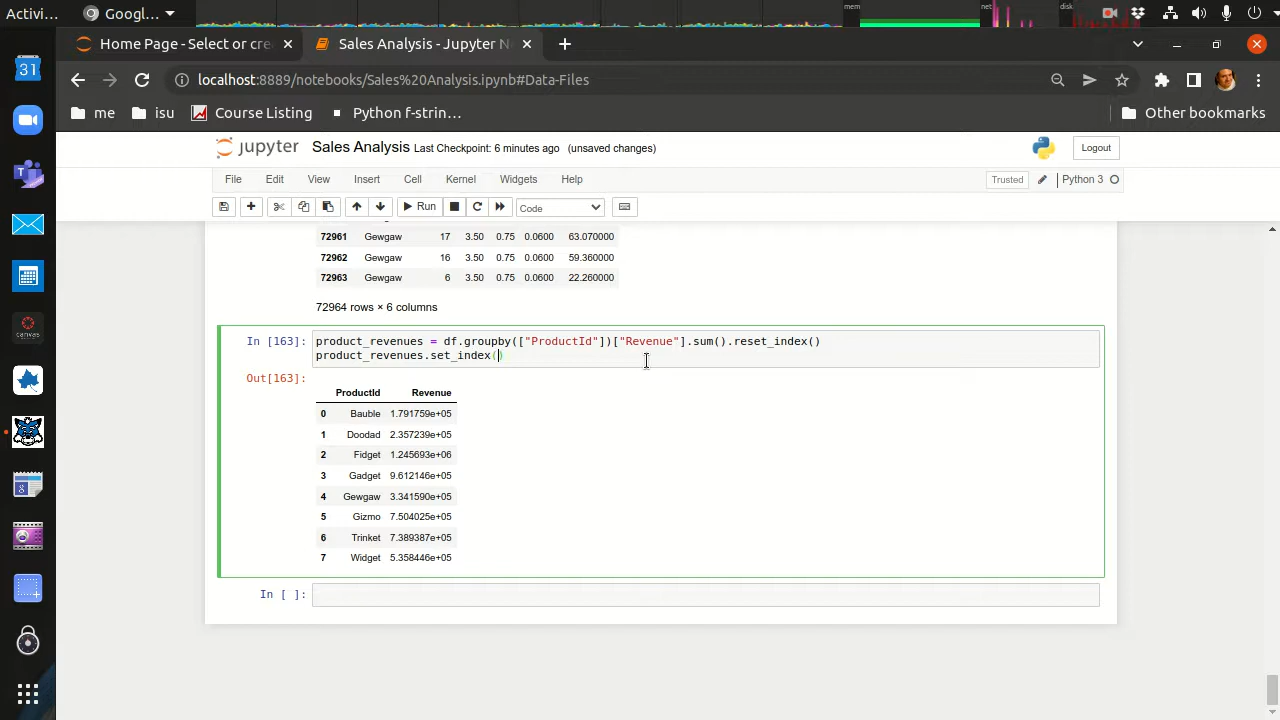 Activi...
Googl...
mem
net
disk
Home Page - Select or cre
Sales Analysis - Jupyter N
localhost:8889/notebooks/Sales%20Analysis.ipynb#Data-Files
me
isu
Course Listing
Python f-strin...
Other bookmarks
31
jupyter
Sales Analysis Last Checkpoint: 6 minutes ago (unsaved changes)
Logout
File Edit View Insert Cell Kernel Widgets Help
Trusted
Python 3
Run
Code
canvas
72961 Gewgaw 17 3.50 0.75 0.0600 63.070000
72962 Gewgaw 16 3.50 0.75 0.0600 59.360000
72963 Gewgaw 6 3.50 0.75 0.0600 22.260000
72964 rows × 6 columns
In [163]: product_revenues = df.groupby(["ProductId"])["Revenue"].sum().reset_index()
product_revenues.set_index()
Out[163]:
ProductId Revenue
0 Bauble 1.791759e+05
1 Doodad 2.357239e+05
2 Fidget 1.245693e+06
3 Gadget 9.612146e+05
4 Gewgaw 3.341590e+05
5 Gizmo 7.504025e+05
6 Trinket 7.389387e+05
7 Widget 5.358446e+05
In [ ]: